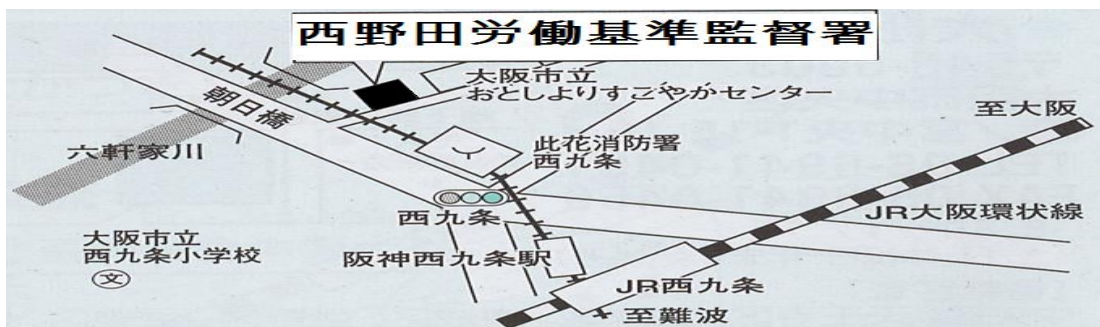 西野田労働基準監督署
大阪市立
おとしよりすこやかセンター
至大阪
朝日橋
此花消防署
西九条
六軒家川
西九条
JR大阪環状線
大阪市立
西九条小学校
文
阪神西九条駅
JR西九条
至難波